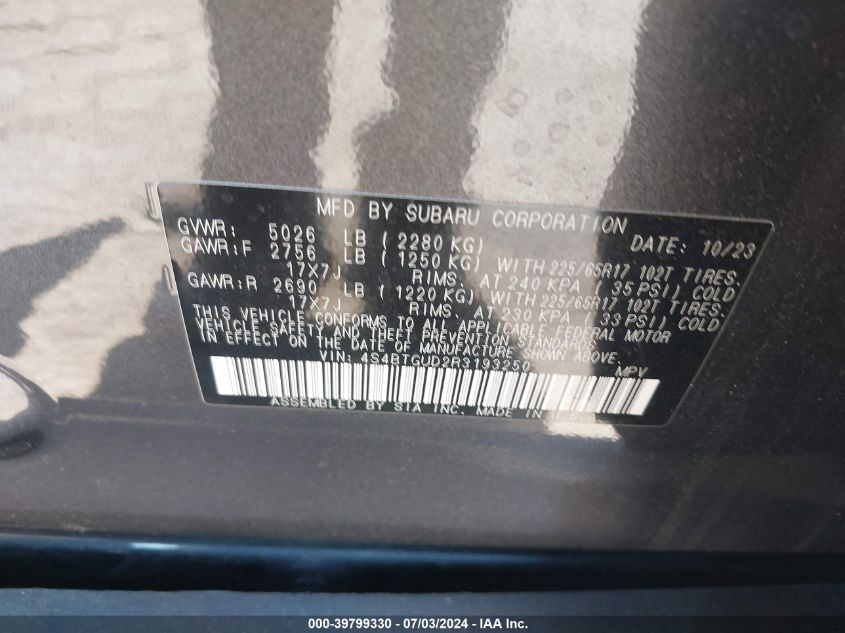 MFD BY SUBARU CORPORATION
GVWR: 5026 LB (2280 KG) DATE: 10/23
GAWR:F 2756 LB (1250 KG) WITH 225/65R17 102T TIRES.
17X7J RIMS. AT 240 KPA (35 PSI) COLD
GAWR:R 2690 LB (1220 KG) WITH 225/65R17 102T TIRES.
17X7J RIMS. AT 230 KPA (33 PSI) COLD
THIS VEHICLE CONFORMS TO ALL APPLICABLE FEDERAL MOTOR
VEHICLE SAFETY AND THEFT PREVENTION STANDARDS
IN EFFECT ON THE DATE OF MANUFACTURE SHOWN ABOVE.
VIN: 4S4BTGUD2R3193250 MPV
ASSEMBLED BY SIA INC. MADE IN
000-39799330 - 07/03/2024 - IAA Inc.